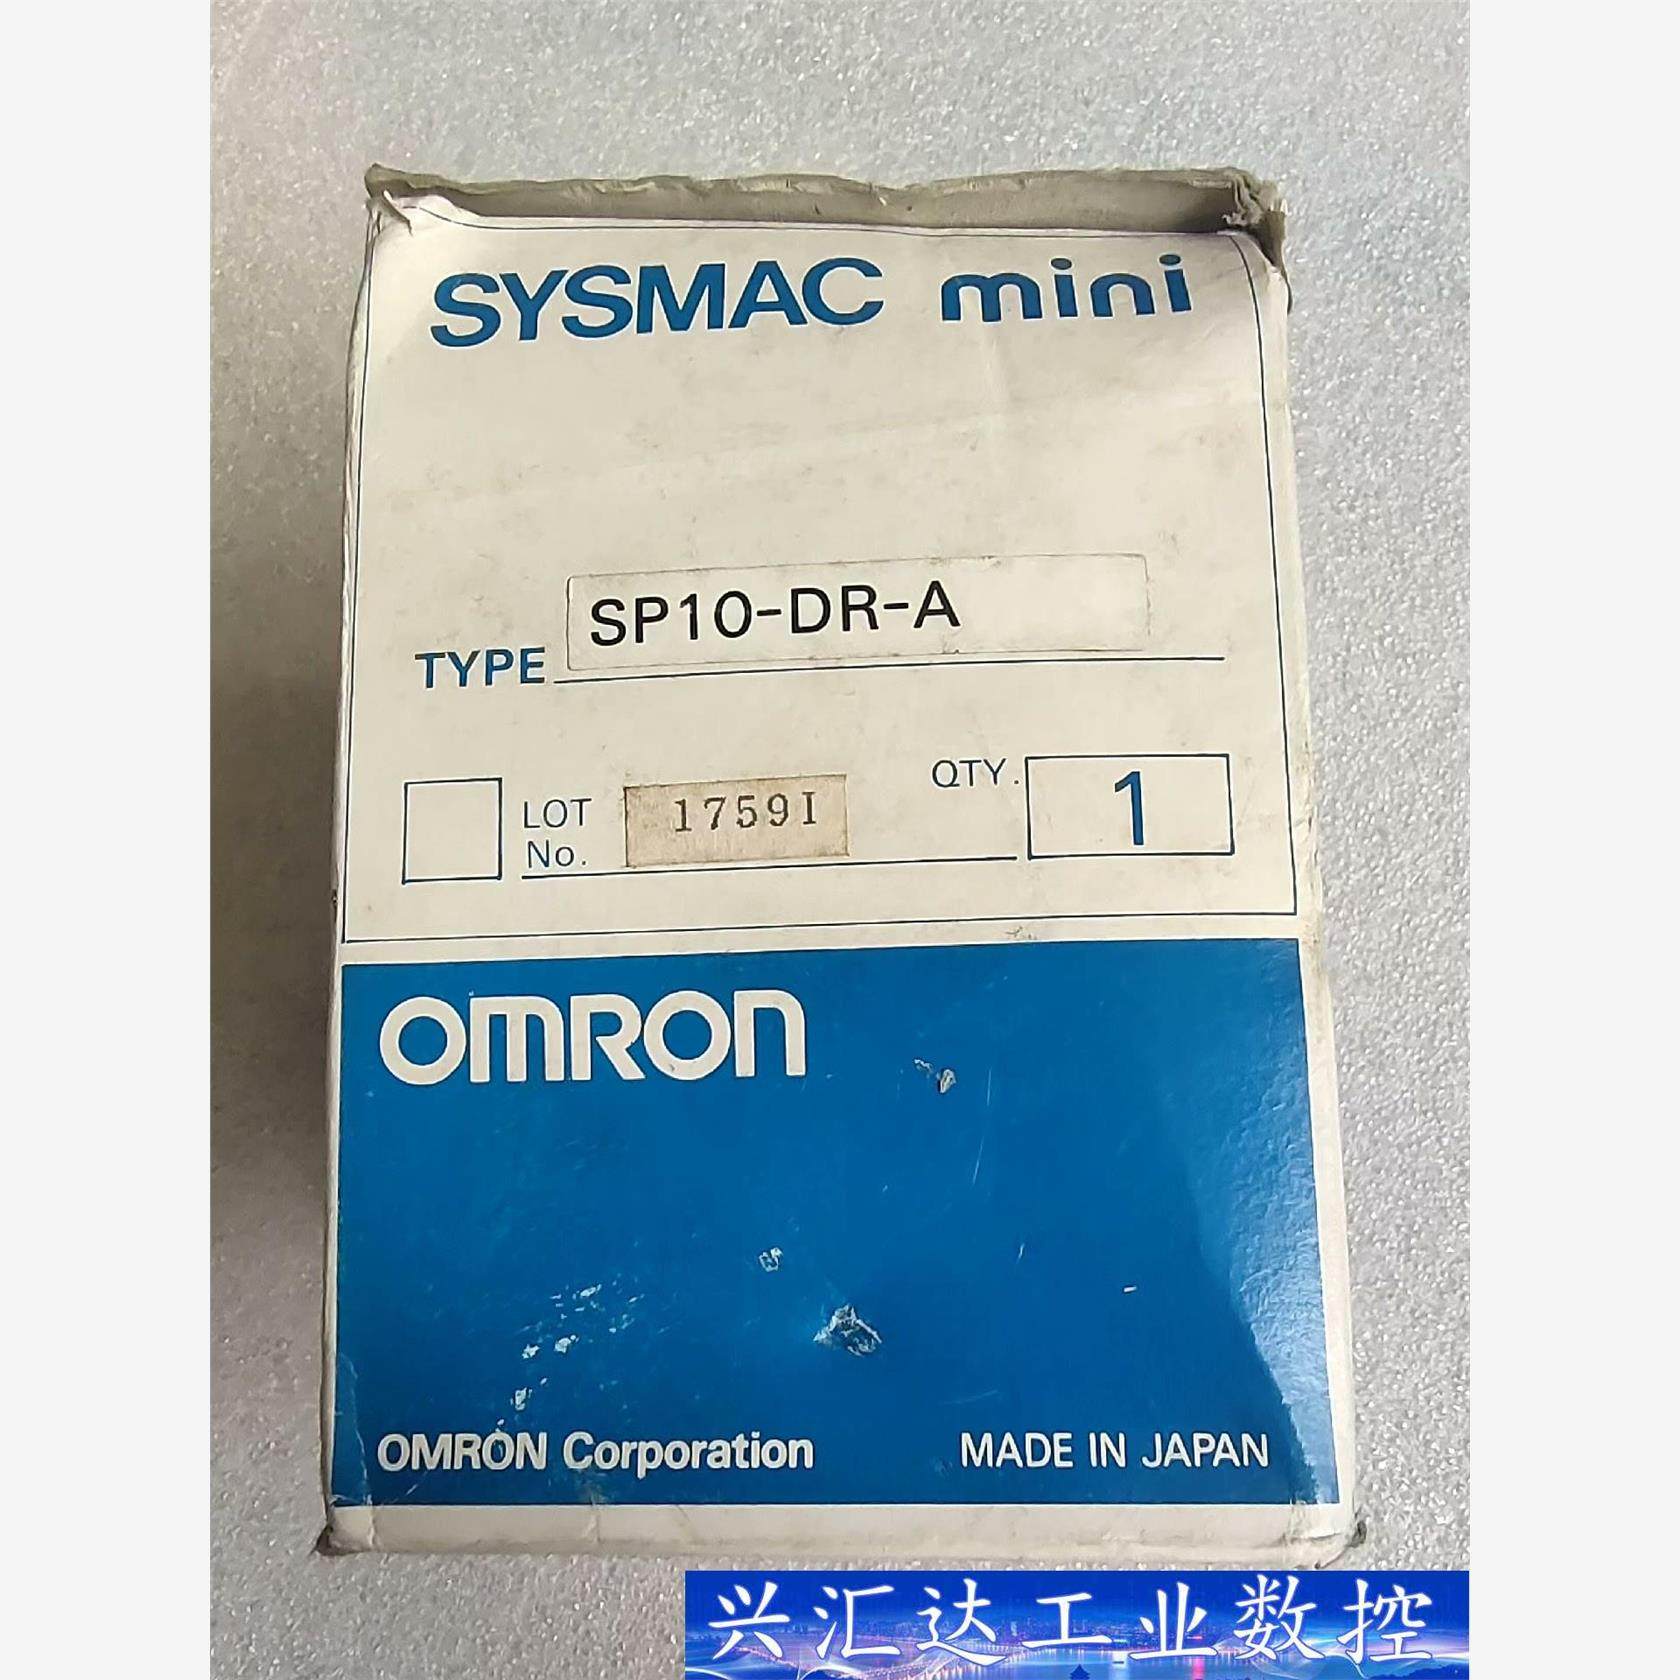 SYSMAC mini
TYPE SP10-DR-A
LOT No. 1759I QTY. 1
OMRON
OMRON Corporation MADE IN JAPAN
兴汇达工业数控